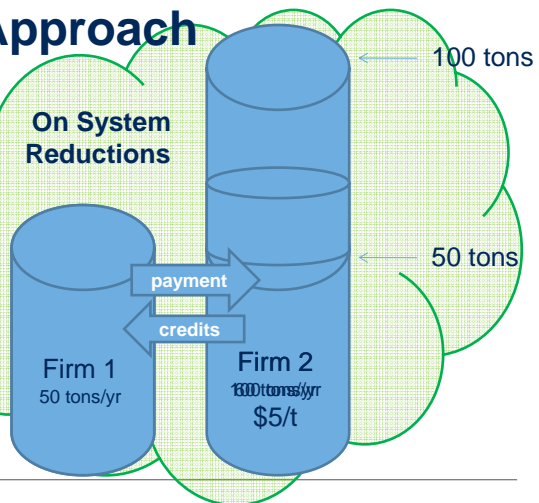 Approach
100 tons
On System
Reductions
50 tons
payment
credits
Firm 1
Firm 2
50 tons/yr
$5/t